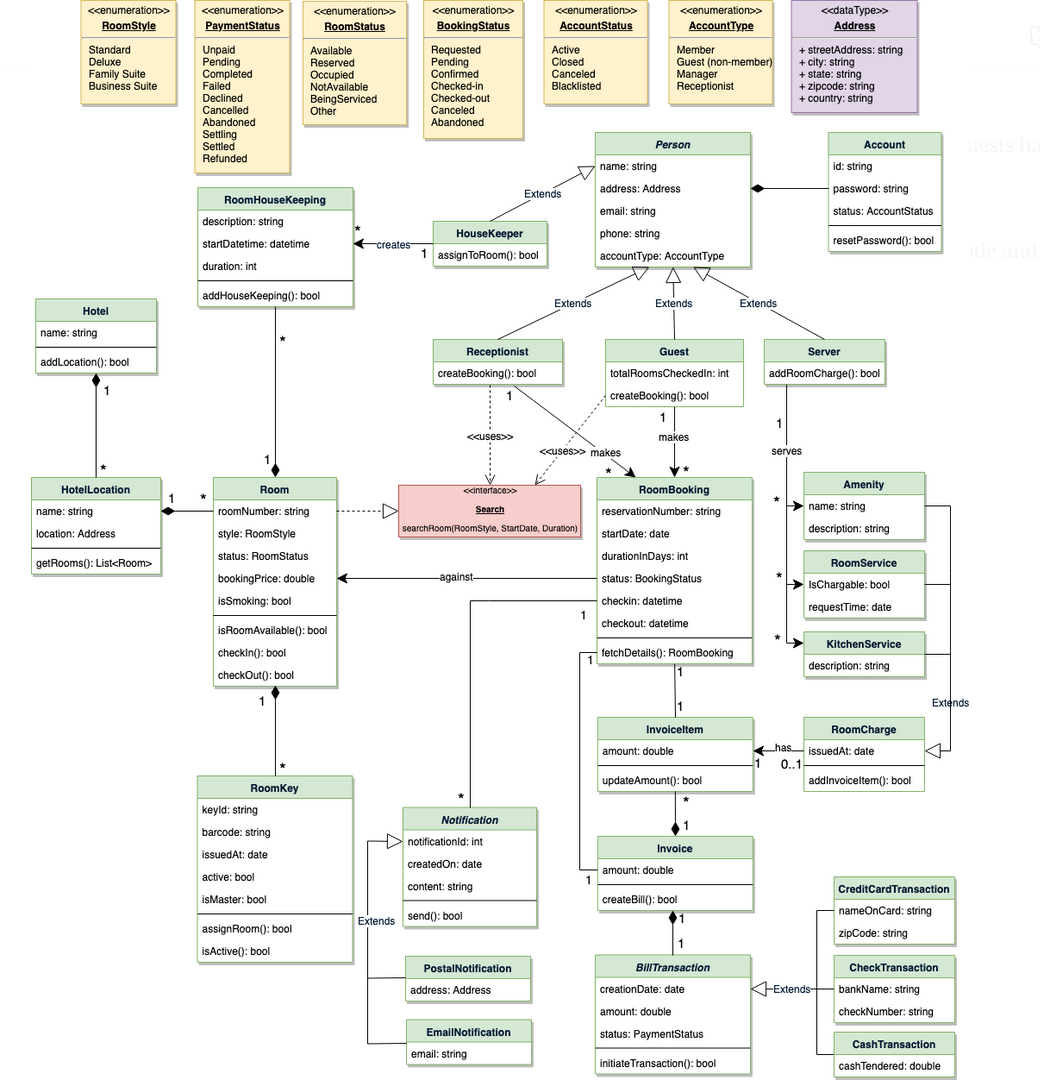 <<enumeration>>
RoomStyle
Standard
Deluxe
Family Suite
Business Suite
<<enumeration>>
PaymentStatus
Unpaid
Pending
Completed
Failed
Declined
Cancelled
Abandoned
Settling
Settled
Refunded
<<enumeration>>
RoomStatus
Available
Reserved
Occupied
NotAvailable
BeingServiced
Other
<<enumeration>>
BookingStatus
Requested
Pending
Confirmed
Checked-in
Checked-out
Canceled
Abandoned
<<enumeration>>
AccountStatus
Active
Closed
Canceled
Blacklisted
<<enumeration>>
AccountType
Member
Guest (non-member)
Manager
Receptionist
<<dataType>>
Address
+ streetAddress: string
+ city: string
+ state: string
+ zipcode: string
+ country: string
uests ha
ode and
Person
name: string
address: Address
email: string
phone: string
accountType: AccountType
Account
id: string
password: string
status: AccountStatus
resetPassword(): bool
RoomHouseKeeping
description: string
startDatetime: datetime
duration: int
addHouseKeeping(): bool
*
creates
1
HouseKeeper
assignToRoom(): bool
Extends
Extends
Extends
Extends
Hotel
name: string
addLocation(): bool
1
*
*
1
Receptionist
createBooking(): bool
1
<<uses>>
Guest
totalRoomsCheckedIn: int
createBooking(): bool
1
makes
<<uses>>
makes
*
*
Server
addRoomCharge(): bool
1
serves
*
*
*
HotelLocation
name: string
location: Address
getRooms(): List<Room>
1
*
Room
roomNumber: string
style: RoomStyle
status: RoomStatus
bookingPrice: double
isSmoking: bool
isRoomAvailable(): bool
checkIn(): bool
checkOut(): bool
<<interface>>
Search
searchRoom(RoomStyle, StartDate, Duration)
against
RoomBooking
reservationNumber: string
startDate: date
durationInDays: int
status: BookingStatus
checkin: datetime
checkout: datetime
fetchDetails(): RoomBooking
1
1
1
1
Amenity
name: string
description: string
RoomService
IsChargable: bool
requestTime: date
KitchenService
description: string
Extends
InvoiceItem
amount: double
updateAmount(): bool
has
1
0..1
RoomCharge
issuedAt: date
addInvoiceItem(): bool
1
*
RoomKey
keyId: string
barcode: string
issuedAt: date
active: bool
isMaster: bool
assignRoom(): bool
isActive(): bool
*
Notification
notificationId: int
createdOn: date
content: string
send(): bool
Extends
*
1
Invoice
amount: double
createBill(): bool
1
1
1
PostalNotification
address: Address
EmailNotification
email: string
BillTransaction
creationDate: date
amount: double
status: PaymentStatus
initiateTransaction(): bool
Extends
CreditCardTransaction
nameOnCard: string
zipCode: string
CheckTransaction
bankName: string
checkNumber: string
CashTransaction
cashTendered: double